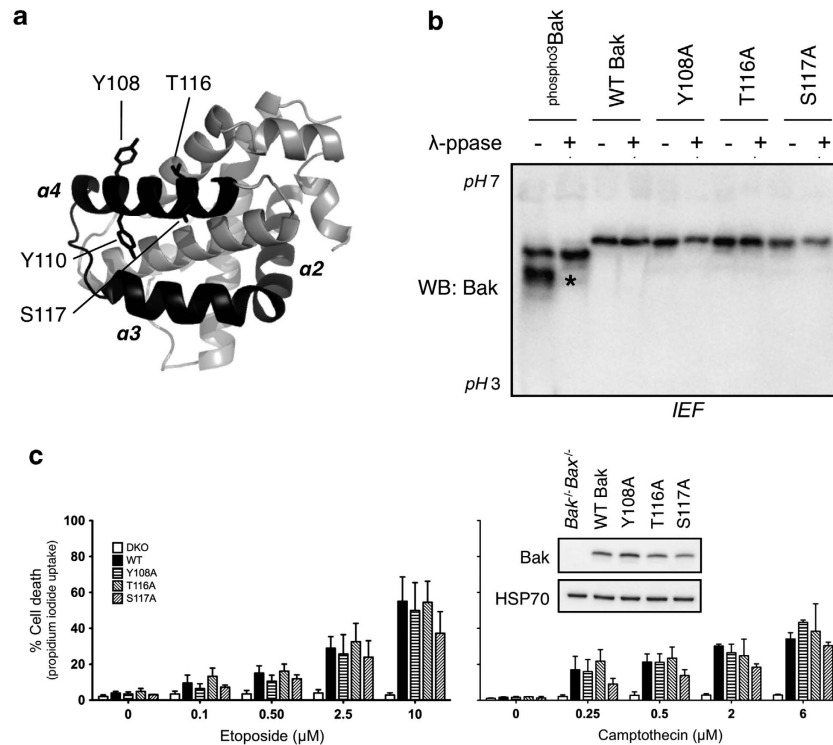 a
Y108
T116
α4
Y110
α2
S117
α3
b
phospho3Bak
WT Bak
Y108A
T116A
S117A
λ-ppase - + - + - + - + - +
pH 7
WB: Bak
*
pH 3
IEF
c
100
80
60
40
20
0
% Cell death
(propidium iodide uptake)
DKO
WT
Y108A
T116A
S117A
0 0.1 0.50 2.5 10
Etoposide (µM)
Bak-/-Bax-/-
WT Bak
Y108A
T116A
S117A
Bak
HSP70
0 0.25 0.5 2 6
Camptothecin (µM)